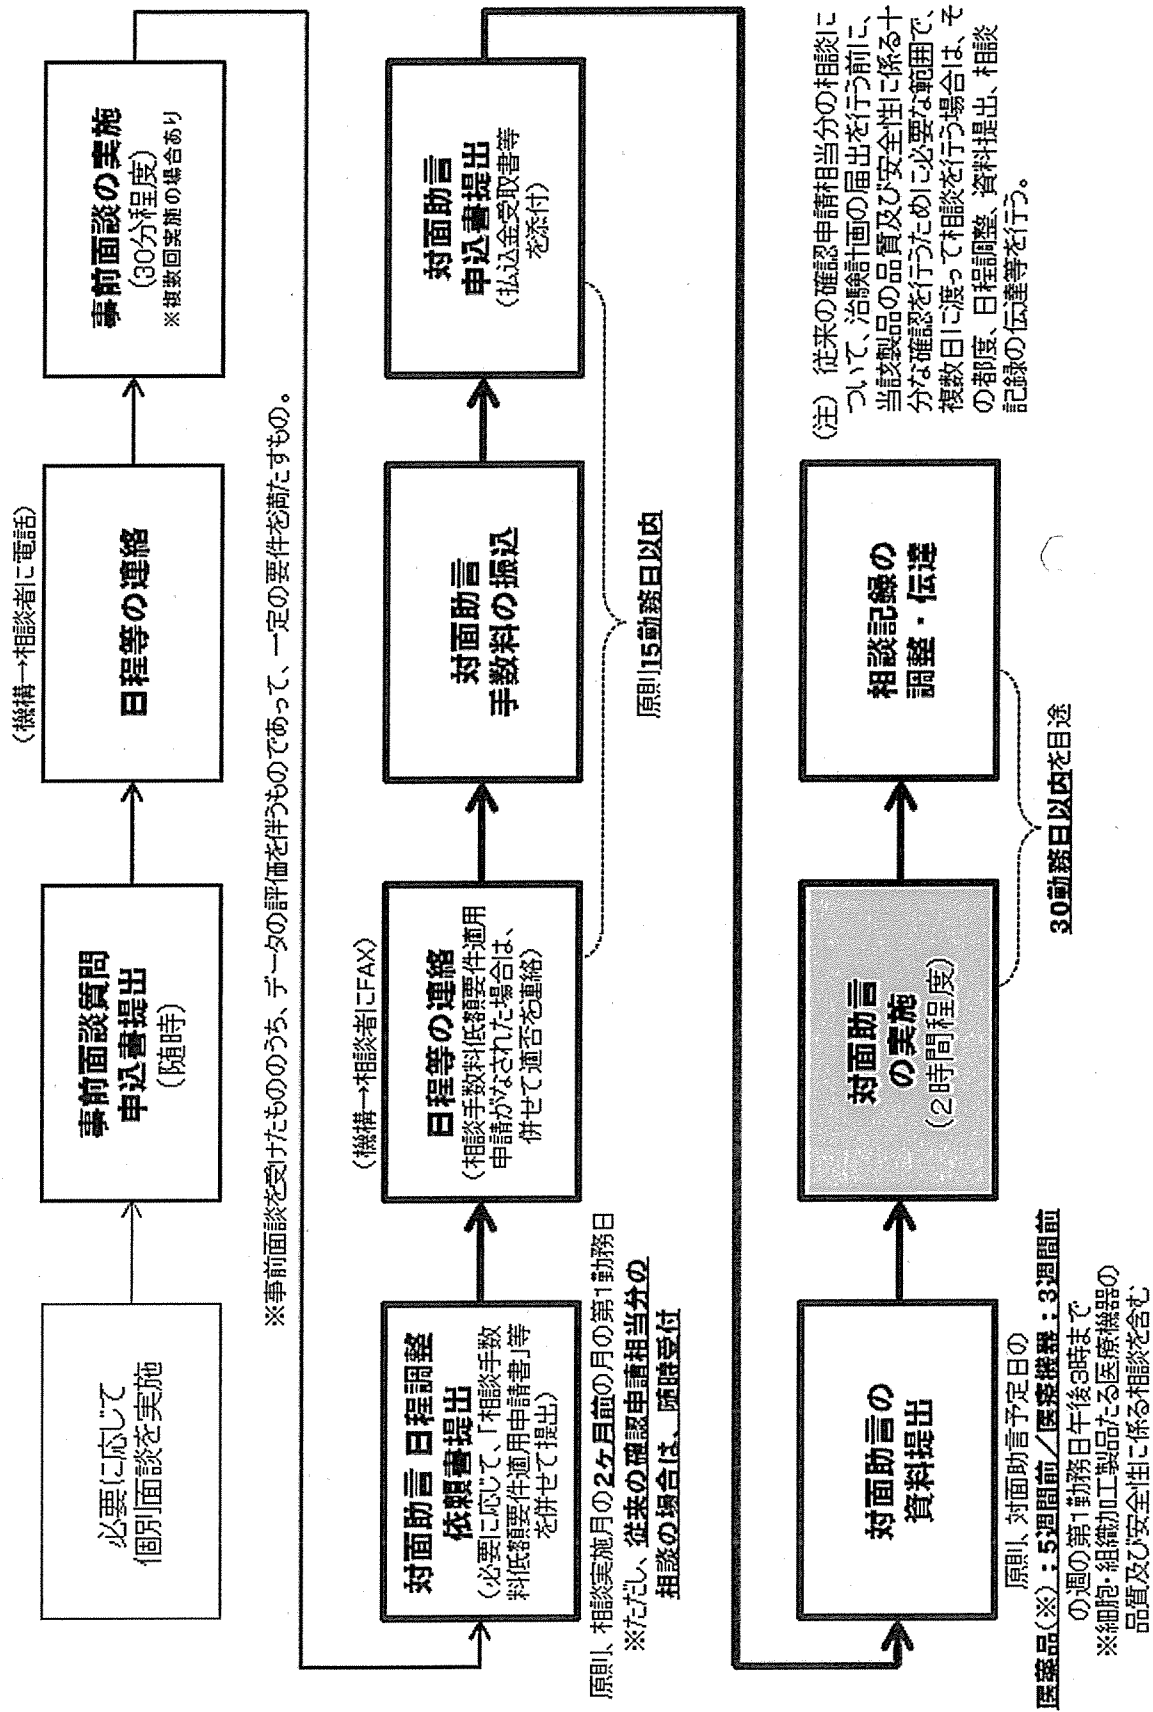 必要に応じて
個別面談を実施
事前面談質問
申込書提出
(随時)
(機構→相談者に電話)
日程等の連絡
事前面談の実施
(30分程度)
※複数回実施の場合あり
※事前面談を受けたもののうち、データの評価を伴うものであって、一定の要件を満たすもの。
対面助言 日程調整
依頼書提出
(必要に応じて、「相談手数
料低額要件適用申請書」等
を併せて提出)
原則、相談実施月の2ヶ月前の月の第1勤務日
※ただし、従来の確認申請相当分の
相談の場合は、随時受付
(機構→相談者にFAX)
日程等の連絡
(相談手数料低額要件適用
申請がなされた場合は、
併せて適否を連絡)
対面助言
手数料の振込
対面助言
申込書提出
(払込金受取書等
を添付)
原則15勤務日以内
対面助言の
資料提出
原則、対面助言予定日の
医薬品(※):5週間前/医療機器:3週間前
の週の第1勤務日午後3時まで
※細胞・組織加工製品たる医療機器の
品質及び安全性に係る相談を含む
対面助言
の実施
(2時間程度)
相談記録の
調整・伝達
30勤務日以内を目途
(注) 従来の確認申請相当分の相談に
ついて、治験計画の届出を行う前に、
当該製品の品質及び安全性に係る十
分な確認を行うために必要な範囲で、
複数日に渡って相談を行う場合は、そ
の都度、日程調整、資料提出、相談
記録の伝達等を行う。